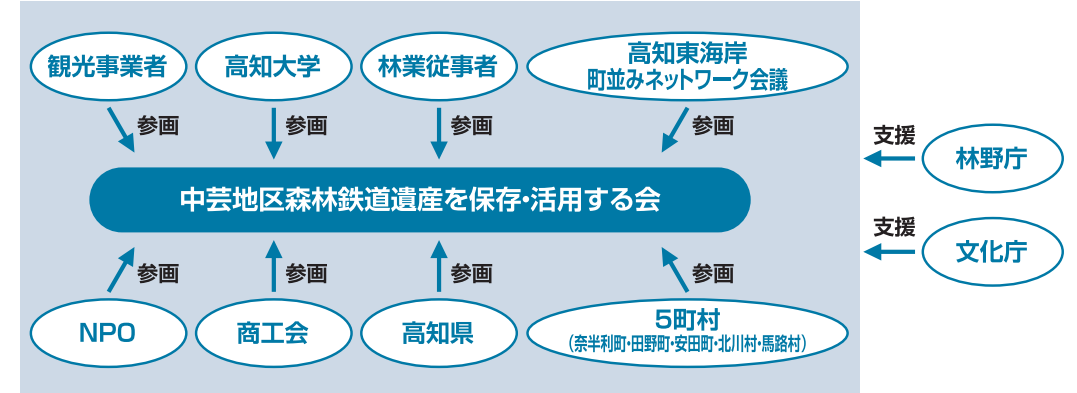 観光事業者
高知大学
林業従事者
高知東海岸
町並みネットワーク会議
参画
参画
参画
参画
支援
林野庁
中芸地区森林鉄道遺産を保存・活用する会
支援
文化庁
参画
参画
参画
参画
NPO
商工会
高知県
5町村
（奈半利町・田野町・安田町・北川村・馬路村）